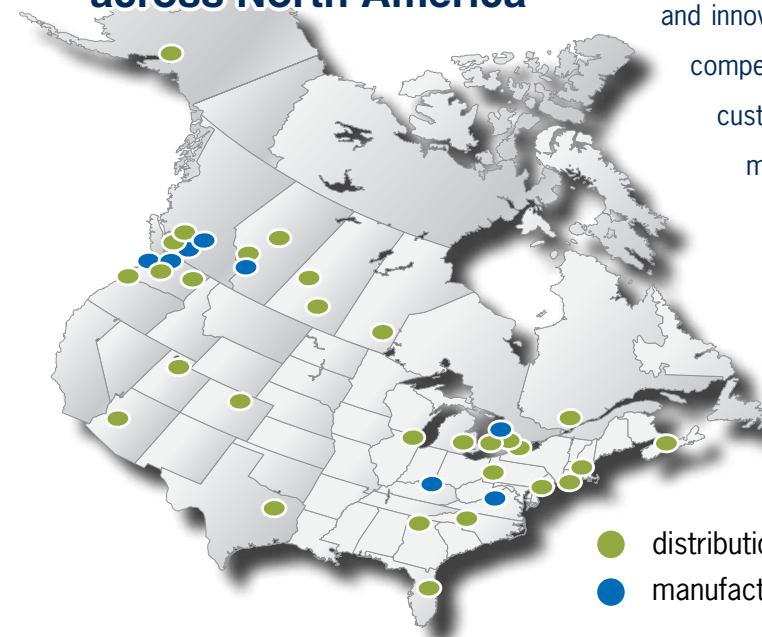 across North America
and innov
compe
cust
m
distributio
manufact